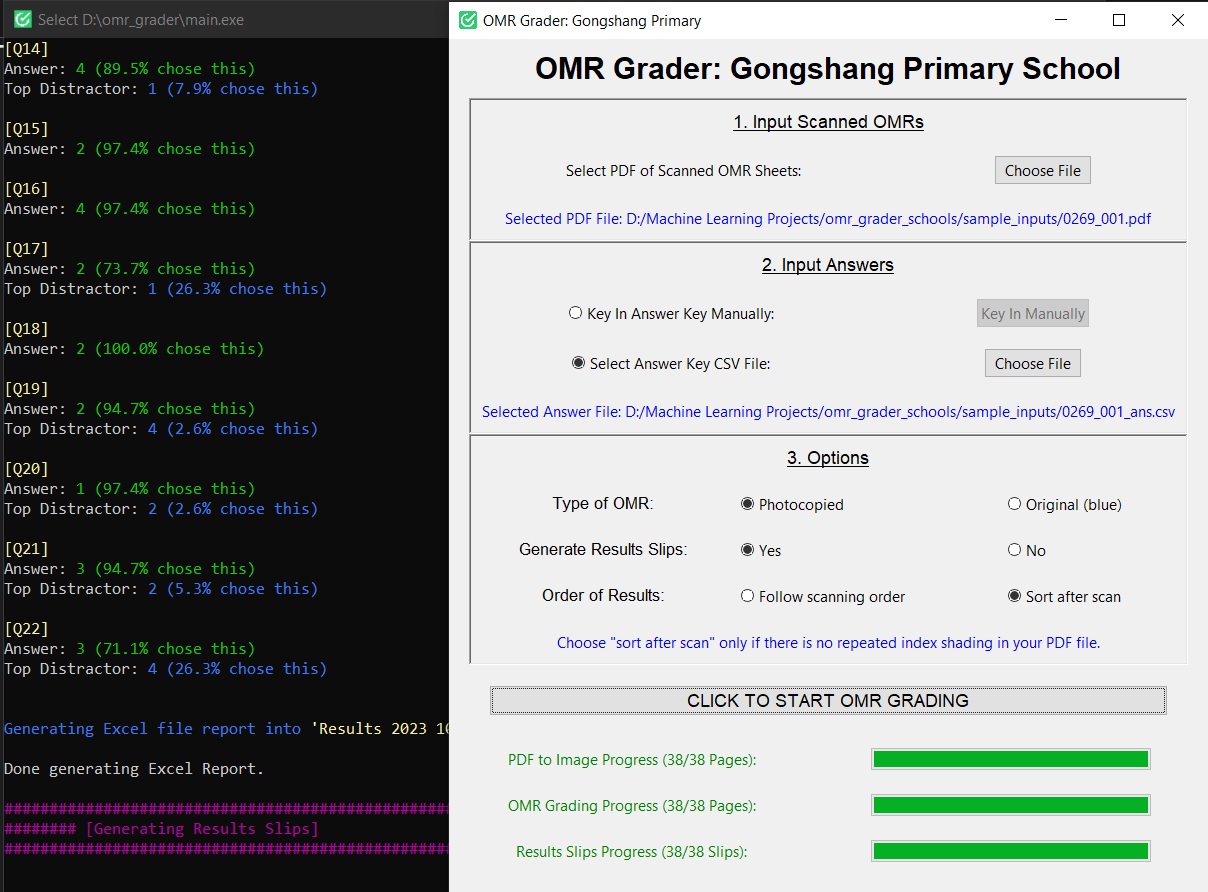 Select D:\omr_grader\main.exe
[Q14]
Answer: 4 (89.5% chose this)
Top Distractor: 1 (7.9% chose this)
[Q15]
Answer: 2 (97.4% chose this)
[Q16]
Answer: 4 (97.4% chose this)
[Q17]
Answer: 2 (73.7% chose this)
Top Distractor: 1 (26.3% chose this)
[Q18]
Answer: 2 (100.0% chose this)
[Q19]
Answer: 2 (94.7% chose this)
Top Distractor: 4 (2.6% chose this)
[Q20]
Answer: 1 (97.4% chose this)
Top Distractor: 2 (2.6% chose this)
[Q21]
Answer: 3 (94.7% chose this)
Top Distractor: 2 (5.3% chose this)
[Q22]
Answer: 3 (71.1% chose this)
Top Distractor: 4 (26.3% chose this)
Generating Excel file report into 'Results 2023 10
Done generating Excel Report.
##################################################
######## [Generating Results Slips]
##################################################
OMR Grader: Gongshang Primary
OMR Grader: Gongshang Primary School
1. Input Scanned OMRs
Select PDF of Scanned OMR Sheets:
Choose File
Selected PDF File: D:/Machine Learning Projects/omr_grader_schools/sample_inputs/0269_001.pdf
2. Input Answers
Key In Answer Key Manually:
Key In Manually
Select Answer Key CSV File:
Choose File
Selected Answer File: D:/Machine Learning Projects/omr_grader_schools/sample_inputs/0269_001_ans.csv
3. Options
Type of OMR:
Photocopied
Original (blue)
Generate Results Slips:
Yes
No
Order of Results:
Follow scanning order
Sort after scan
Choose "sort after scan" only if there is no repeated index shading in your PDF file.
CLICK TO START OMR GRADING
PDF to Image Progress (38/38 Pages):
OMR Grading Progress (38/38 Pages):
Results Slips Progress (38/38 Slips):